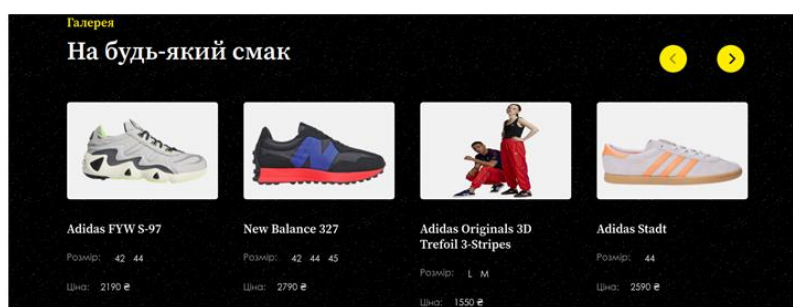 Галерея
На будь-який смак
Adidas FYW S-97
Розмір: 42 44
Ціна: 2190 ₴
New Balance 327
Розмір: 42 44 45
Ціна: 2790 ₴
Adidas Originals 3D
Trefoil 3-Stripes
Розмір: L M
Ціна: 1550 ₴
Adidas Stadt
Розмір: 44
Ціна: 2590 ₴